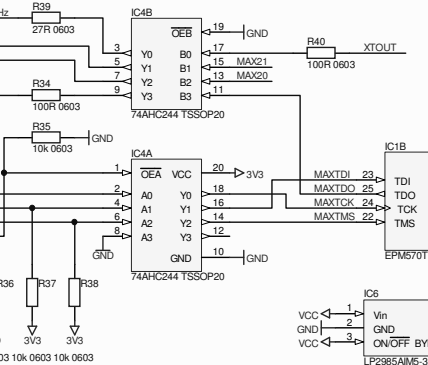 R39
IC4B
Hz
27R 0603
OEB
19
GND
3
Y0
B0
17
R40
XTOUT
5
Y1
B1
15
MAX21
100R 0603
7
Y2
B2
13
MAX20
R34
9
Y3
B3
11
100R 0603
74AHC244 TSSOP20
R35
GND
10k 0603
IC4A
IC1B
1
OEA
VCC
20
3V3
MAXTDI
23
TDI
2
A0
Y0
18
MAXTDO
25
TDO
4
A1
Y1
16
MAXTCK
24
TCK
6
A2
Y2
14
MAXTMS
22
TMS
8
A3
Y3
12
GND
GND
10
GND
EPM570T
74AHC244 TSSOP20
R36
R37
R38
IC6
VCC
1
Vin
GND
2
GND
3V3
3V3
VCC
3
ON/OFF
BY
03 10k 0603 10k 0603
LP2985AIM5-3